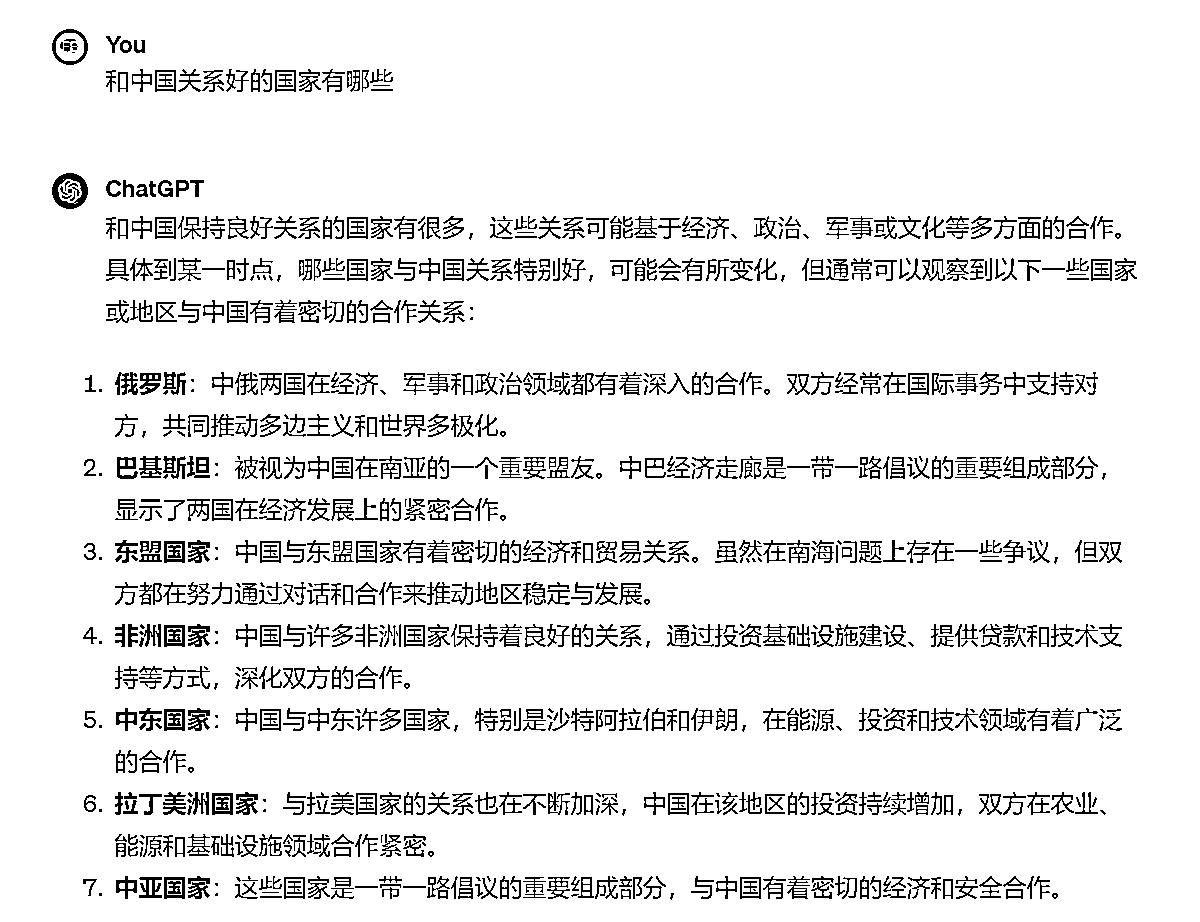 You
和中国关系好的国家有哪些
ChatGPT
和中国保持良好关系的国家有很多，这些关系可能基于经济、政治、军事或文化等多方面的合作。
具体到某一时点，哪些国家与中国关系特别好，可能会有所变化，但通常可以观察到以下一些国家
或地区与中国有着密切的合作关系：
1. 俄罗斯：中俄两国在经济、军事和政治领域都有着深入的合作。双方经常在国际事务中支持对
方，共同推动多边主义和世界多极化。
2. 巴基斯坦：被视为中国在南亚的一个重要盟友。中巴经济走廊是一带一路倡议的重要组成部分，
显示了两国在经济发展上的紧密合作。
3. 东盟国家：中国与东盟国家有着密切的经济和贸易关系。虽然在南海问题上存在一些争议，但双
方都在努力通过对话和合作来推动地区稳定与发展。
4. 非洲国家：中国与许多非洲国家保持着良好的关系，通过投资基础设施建设、提供贷款和技术支
持等方式，深化双方的合作。
5. 中东国家：中国与中东许多国家，特别是沙特阿拉伯和伊朗，在能源、投资和技术领域有着广泛
的合作。
6. 拉丁美洲国家：与拉美国家的关系也在不断加深，中国在该地区的投资持续增加，双方在农业、
能源和基础设施领域合作紧密。
7. 中亚国家：这些国家是一带一路倡议的重要组成部分，与中国有着密切的经济和安全合作。